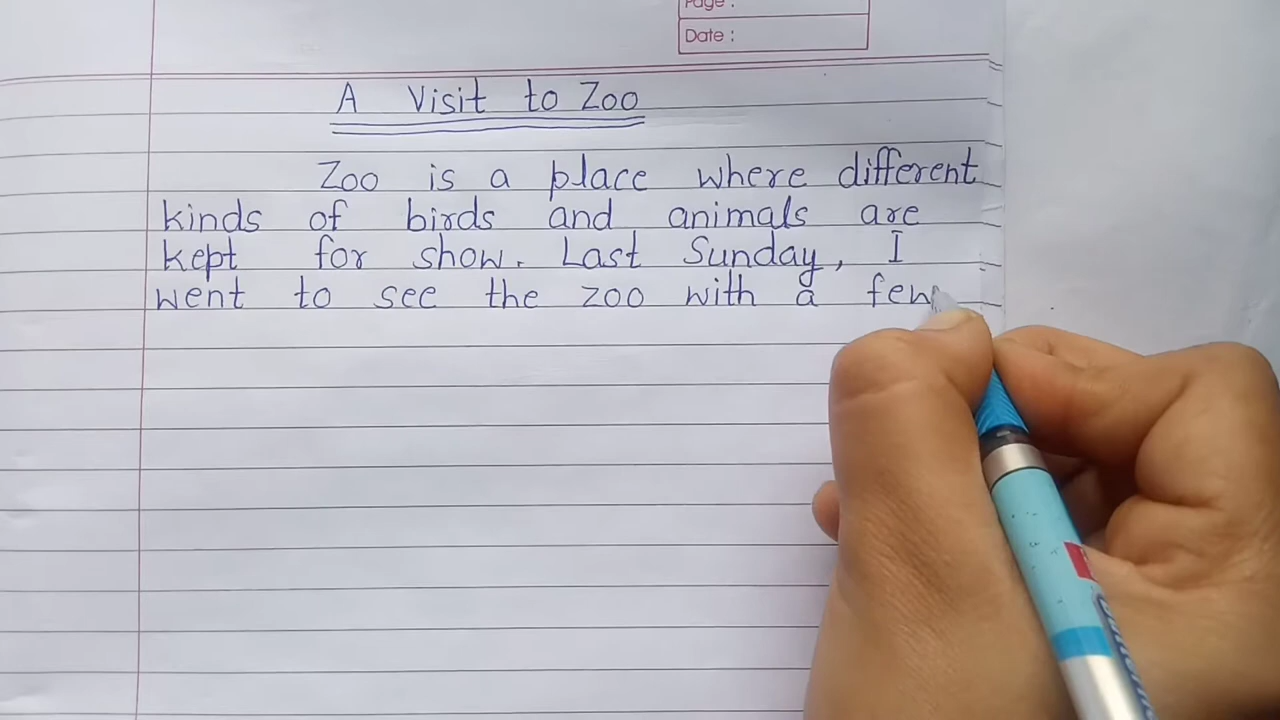 Page :
Date :
A Visit to Zoo
Zoo is a place where different
kinds of birds and animals are
kept for show. Last Sunday, I
went to see the zoo with a few